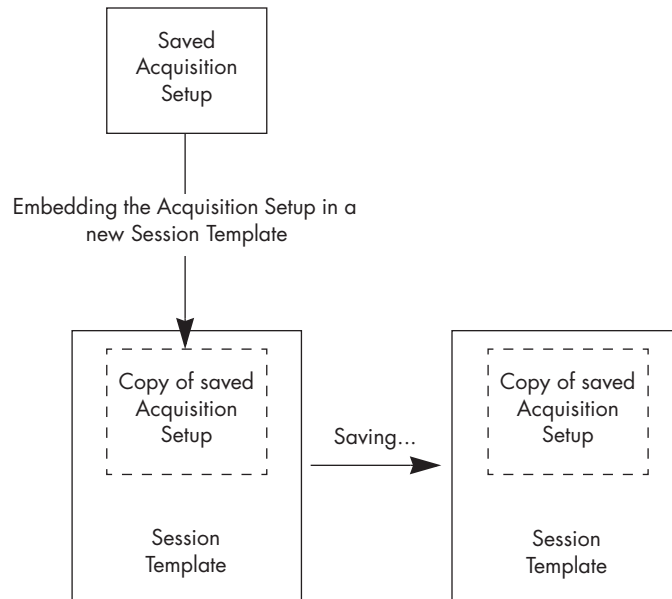 Saved
Acquisition
Setup
Embedding the Acquisition Setup in a
new Session Template
Copy of saved
Acquisition
Setup
Saving...
Copy of saved
Acquisition
Setup
Session
Template
Session
Template